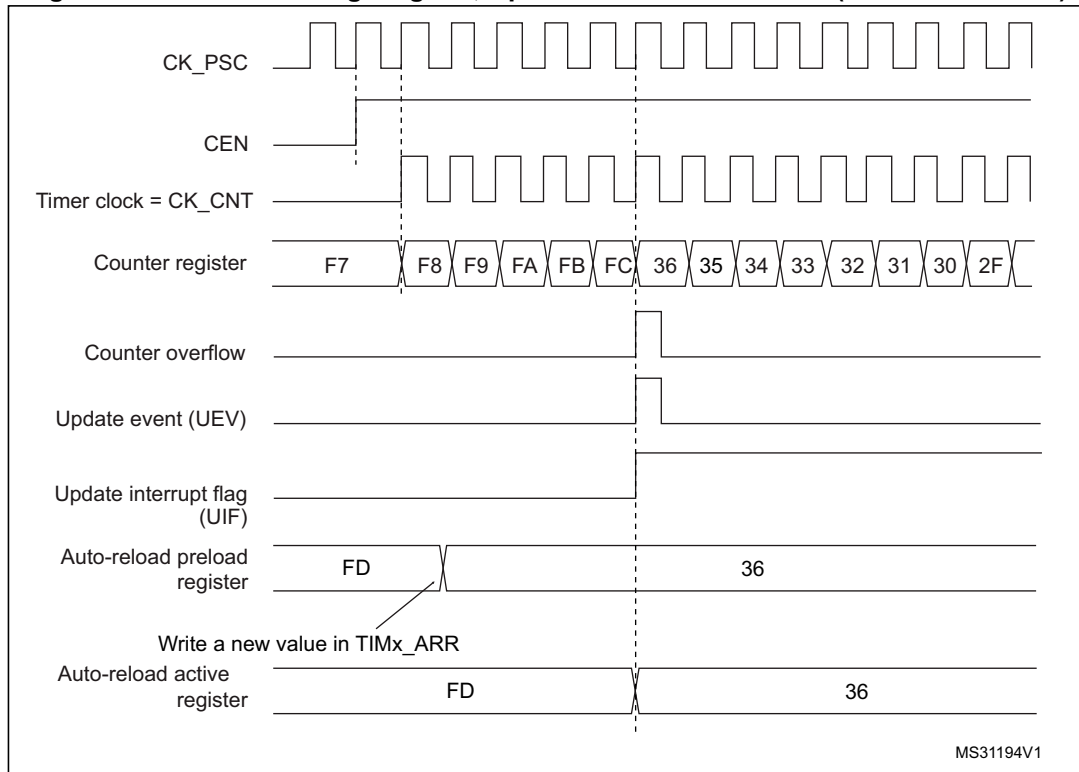 CK_PSC
CEN
Timer clock = CK_CNT
Counter register
F7 F8 F9 FA FB FC 36 35 34 33 32 31 30 2F
Counter overflow
Update event (UEV)
Update interrupt flag
(UIF)
Auto-reload preload
register
FD 36
Write a new value in TIMx_ARR
Auto-reload active
register
FD 36
MS31194V1